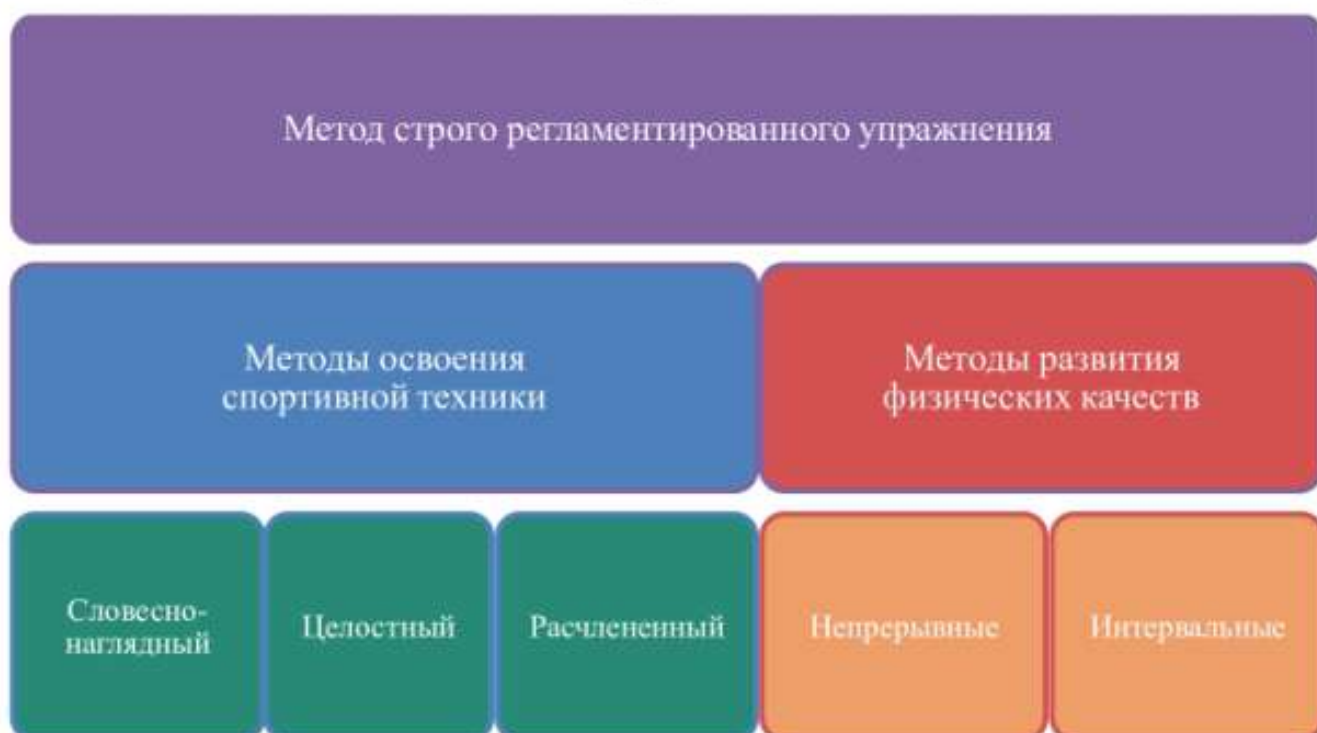 Метод строго регламентированного упражнения
Методы освоения
спортивной техники
Методы развития
физических качеств
Словесно-
наглядный
Целостный
Расчлененный
Непрерывные
Интервальные